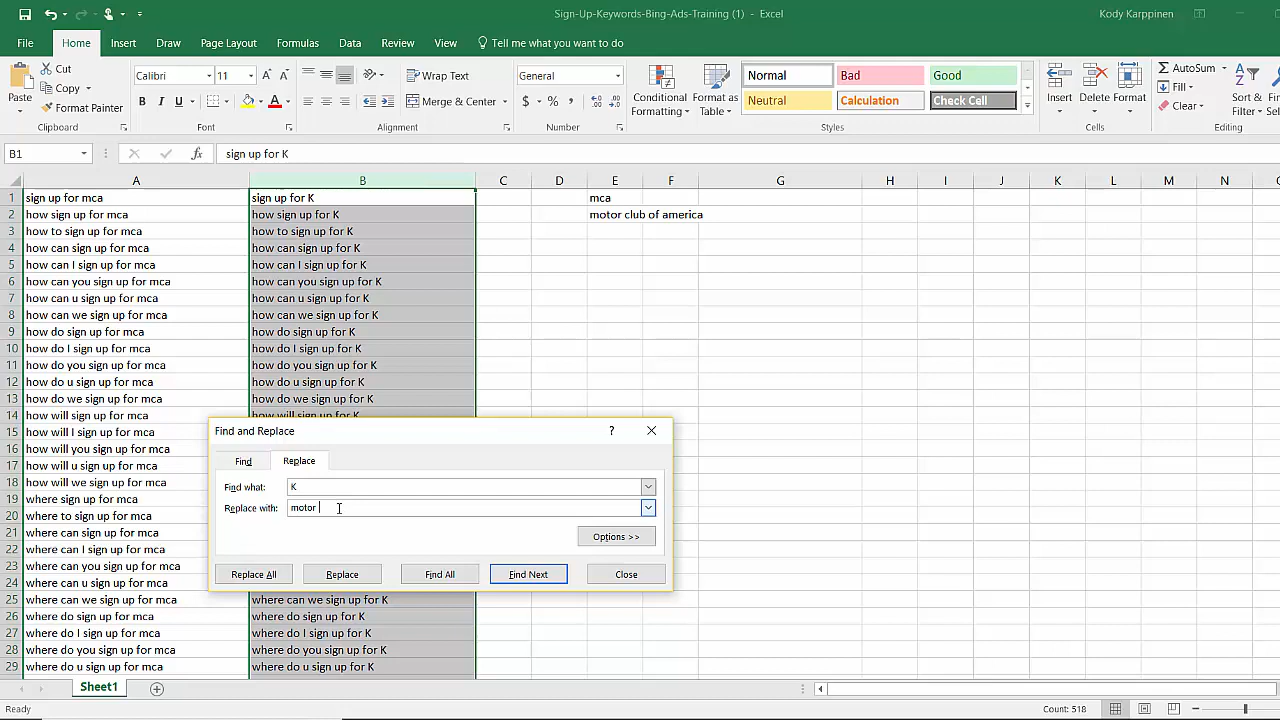 Sign-Up-Keywords-Bing-Ads-Training (1) - Excel
Kody Karppinen
File Home Insert Draw Page Layout Formulas Data Review View Tell me what you want to do
Paste
Cut
Copy
Format Painter
Clipboard
Calibri 11
B I U
Font
Wrap Text
Merge & Center
Alignment
General
$ % ,
Number
Conditional Formatting
Format as Table
Normal Bad Good
Neutral Calculation Check Cell
Styles
Insert Delete Format
Cells
AutoSum
Fill
Clear
Sort & Filter
Editing
B1 fx sign up for K
A B C D E F G H I J K L M N
1 sign up for mca sign up for K mca
2 how sign up for mca how sign up for K motor club of america
3 how to sign up for mca how to sign up for K
4 how can sign up for mca how can sign up for K
5 how can I sign up for mca how can I sign up for K
6 how can you sign up for mca how can you sign up for K
7 how can u sign up for mca how can u sign up for K
8 how can we sign up for mca how can we sign up for K
9 how do sign up for mca how do sign up for K
10 how do I sign up for mca how do I sign up for K
11 how do you sign up for mca how do you sign up for K
12 how do u sign up for mca how do u sign up for K
13 how do we sign up for mca how do we sign up for K
14 how will sign up for mca how will sign up for K
15 how will I sign up for mca
16 how will you sign up for mca
17 how will u sign up for mca
18 how will we sign up for mca
19 where sign up for mca
20 where to sign up for mca
21 where can sign up for mca
22 where can I sign up for mca
23 where can you sign up for mca
24 where can u sign up for mca
25 where can we sign up for mca where can we sign up for K
26 where do sign up for mca where do sign up for K
27 where do I sign up for mca where do I sign up for K
28 where do you sign up for mca where do you sign up for K
29 where do u sign up for mca where do u sign up for K
Find and Replace ?
Find Replace
Find what: K
Replace with: motor
Options >>
Replace All Replace Find All Find Next Close
Sheet1
Ready Count: 518